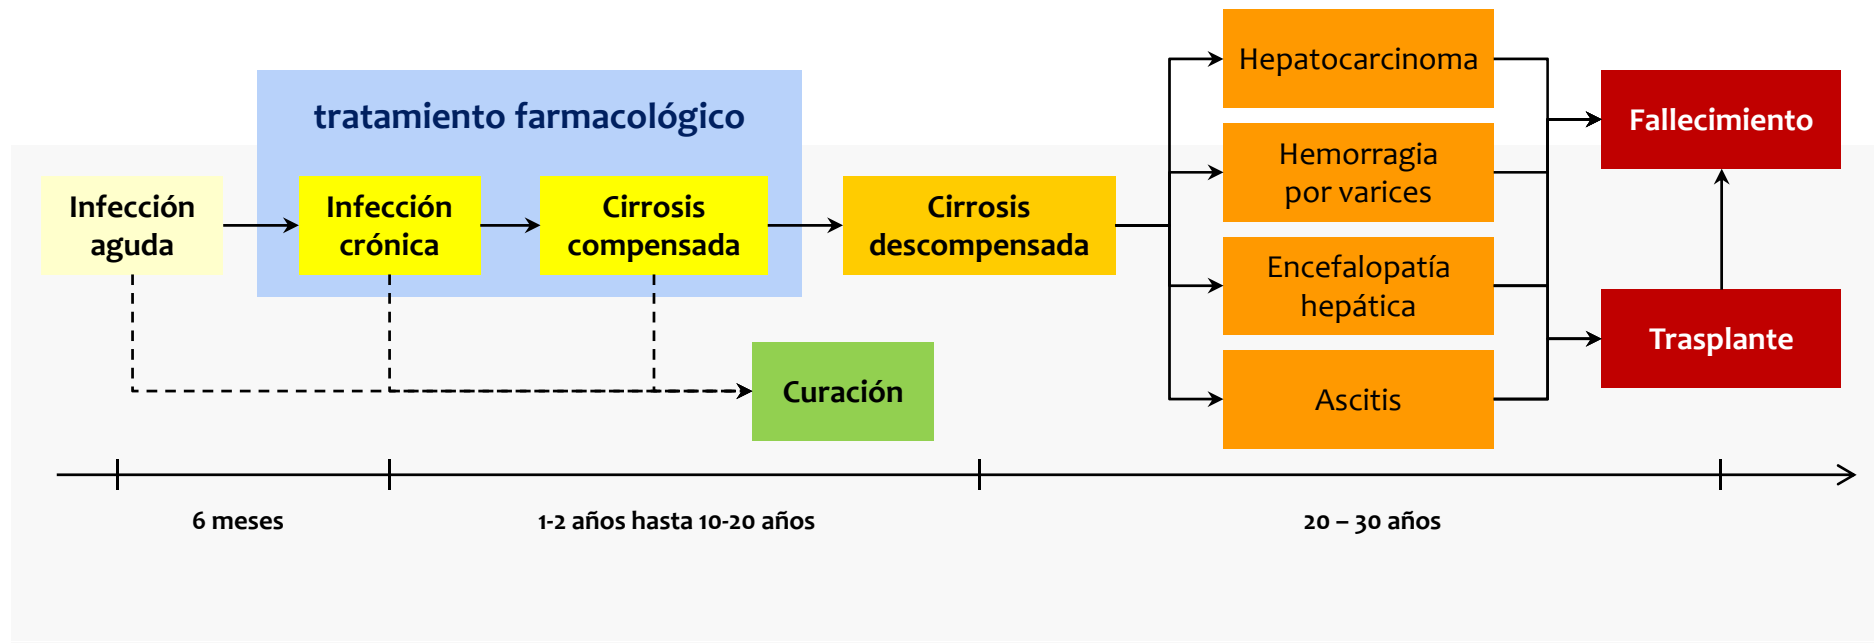 tratamiento farmacológico
Infección
aguda
Infección
crónica
Cirrosis
compensada
Cirrosis
descompensada
Hepatocarcinoma
Hemorragia
por varices
Encefalopatía
hepática
Ascitis
Fallecimiento
Trasplante
Curación
6 meses
1-2 años hasta 10-20 años
20 – 30 años